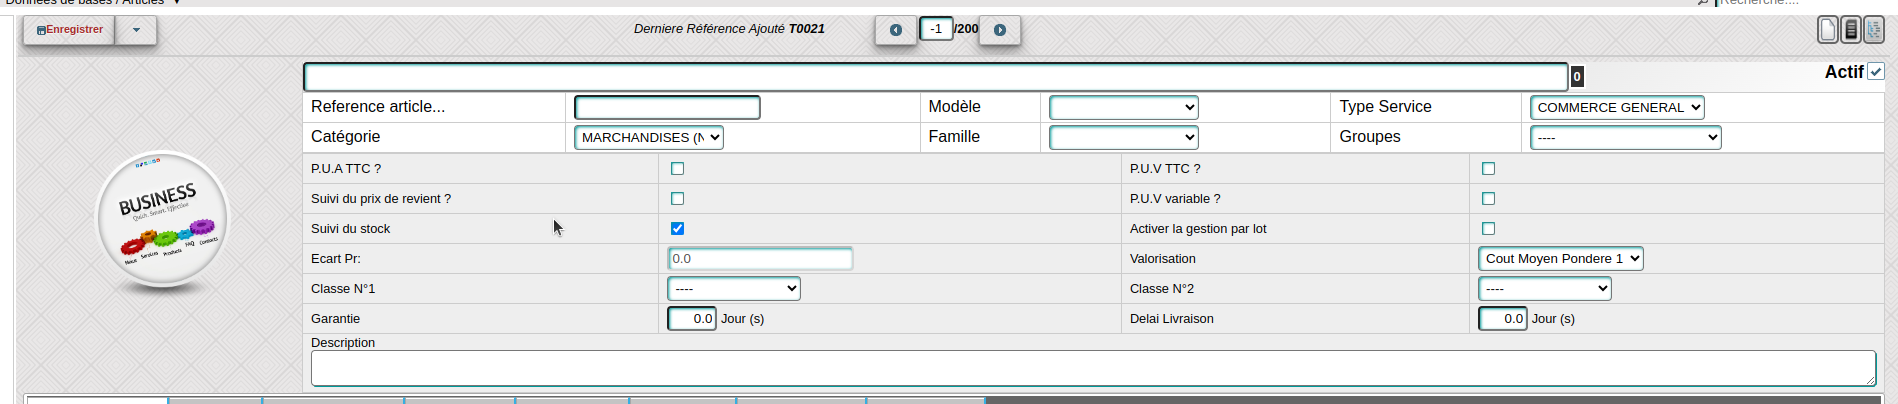 Données de bases / Articles
Recherche....
Enregistrer
Derniere Référence Ajouté T0021
-1 /200
0
Actif
Reference article...
Modèle
Type Service
COMMERCE GENERAL
Catégorie
MARCHANDISES (N
Famille
Groupes
----
P.U.A TTC ?
P.U.V TTC ?
Suivi du prix de revient ?
P.U.V variable ?
Suivi du stock
Activer la gestion par lot
Ecart Pr:
0.0
Valorisation
Cout Moyen Pondere 1
Classe N°1
----
Classe N°2
----
Garantie
0.0 Jour (s)
Delai Livraison
0.0 Jour (s)
Description
BUSINESS
Quick. Smart. Effective
Services
Products
FAQ
Contacts